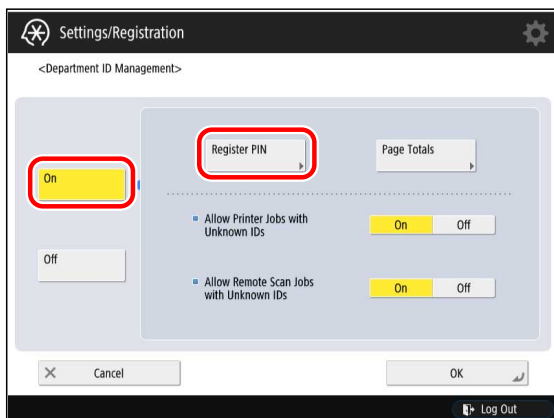 Settings/Registration
<Department ID Management>
Register PIN
Page Totals
On
Allow Printer Jobs with
Unknown IDs
On
Off
Off
Allow Remote Scan Jobs
with Unknown IDs
On
Off
Cancel
OK
Log Out